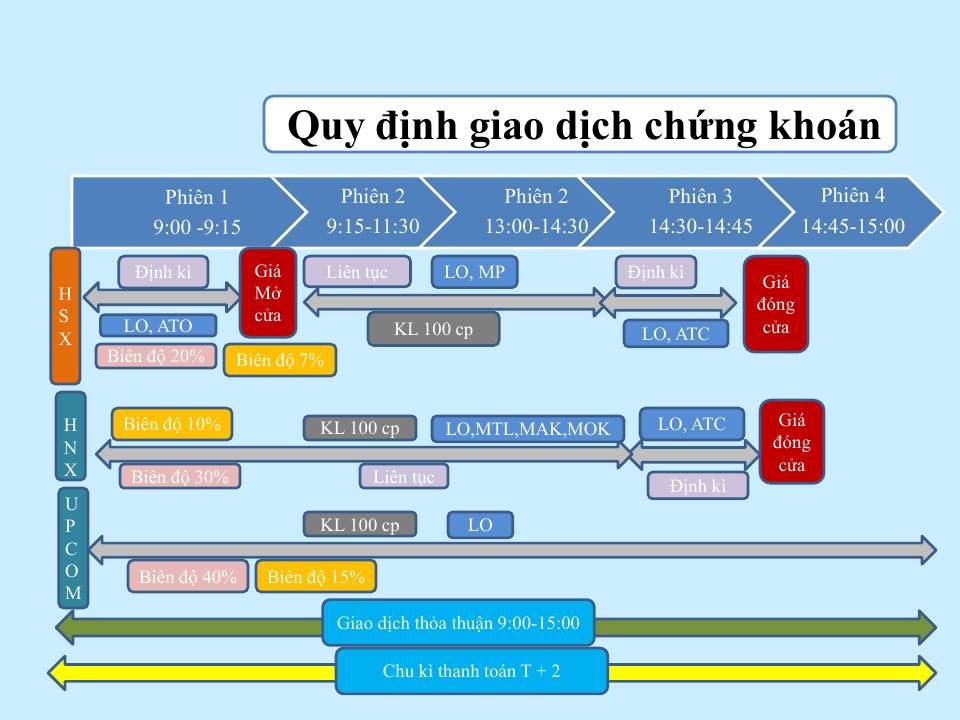 Quy định giao dịch chứng khoán
Phiên 1
9:00 -9:15
Phiên 2
9:15-11:30
Phiên 2
13:00-14:30
Phiên 3
14:30-14:45
Phiên 4
14:45-15:00
H
S
X
Định kì
LO, ATO
Biên độ 20%
Giá
Mở
cửa
Biên độ 7%
Liên tục
LO, MP
KL 100 cp
Định kì
LO, ATC
Giá
đóng
cửa
H
N
X
Biên độ 10%
KL 100 cp
LO,MTL,MAK,MOK
LO, ATC
Giá
đóng
cửa
Biên độ 30%
Liên tục
Định kì
U
P
C
O
M
KL 100 cp
LO
Biên độ 40%
Biên độ 15%
Giao dịch thỏa thuận 9:00-15:00
Chu kì thanh toán T + 2